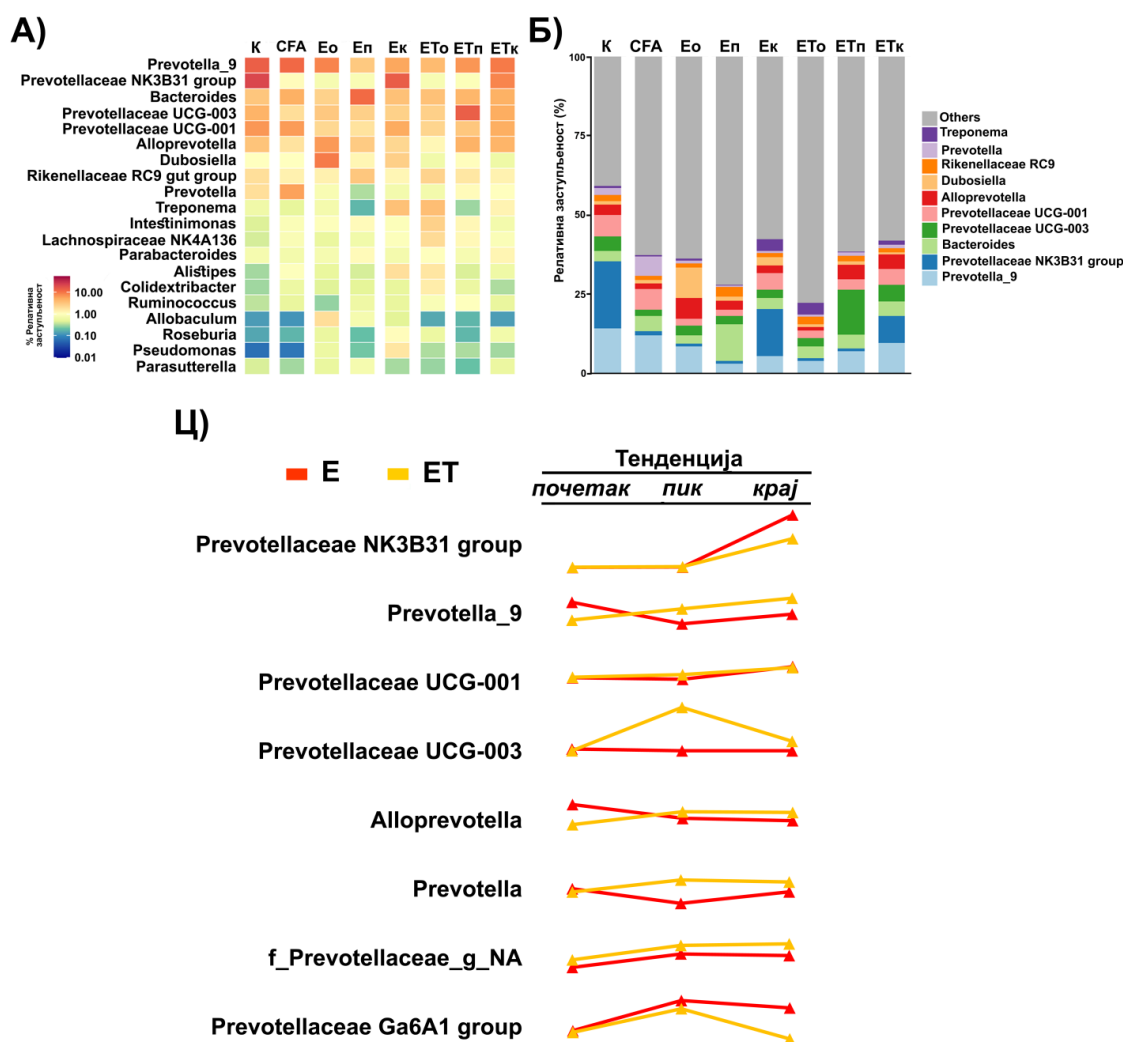 А)
К CFA Ео Еп Ек ЕТо ЕТп ЕТк
Prevotella_9
Prevotellaceae NK3B31 group
Bacteroides
Prevotellaceae UCG-003
Prevotellaceae UCG-001
Alloprevotella
Dubosiella
Rikenellaceae RC9 gut group
Prevotella
Treponema
Intestinimonas
Lachnospiraceae NK4A136
Parabacteroides
Alistipes
Colidextribacter
Ruminococcus
Allobaculum
Roseburia
Pseudomonas
Parasutterella
% Релативна
заступљеност
10.00
1.00
0.10
0.01
Б)
К CFA Ео Еп Ек ЕТо ЕТп ЕТк
Релативна заступљеност (%)
100
75
50
25
0
Others
Treponema
Prevotella
Rikenellaceae RC9
Dubosiella
Alloprevotella
Prevotellaceae UCG-001
Prevotellaceae UCG-003
Bacteroides
Prevotellaceae NK3B31 group
Prevotella_9
Ц)
Е ЕТ
Тенденција
почетак пик крај
Prevotellaceae NK3B31 group
Prevotella_9
Prevotellaceae UCG-001
Prevotellaceae UCG-003
Alloprevotella
Prevotella
f_Prevotellaceae_g_NA
Prevotellaceae Ga6A1 group